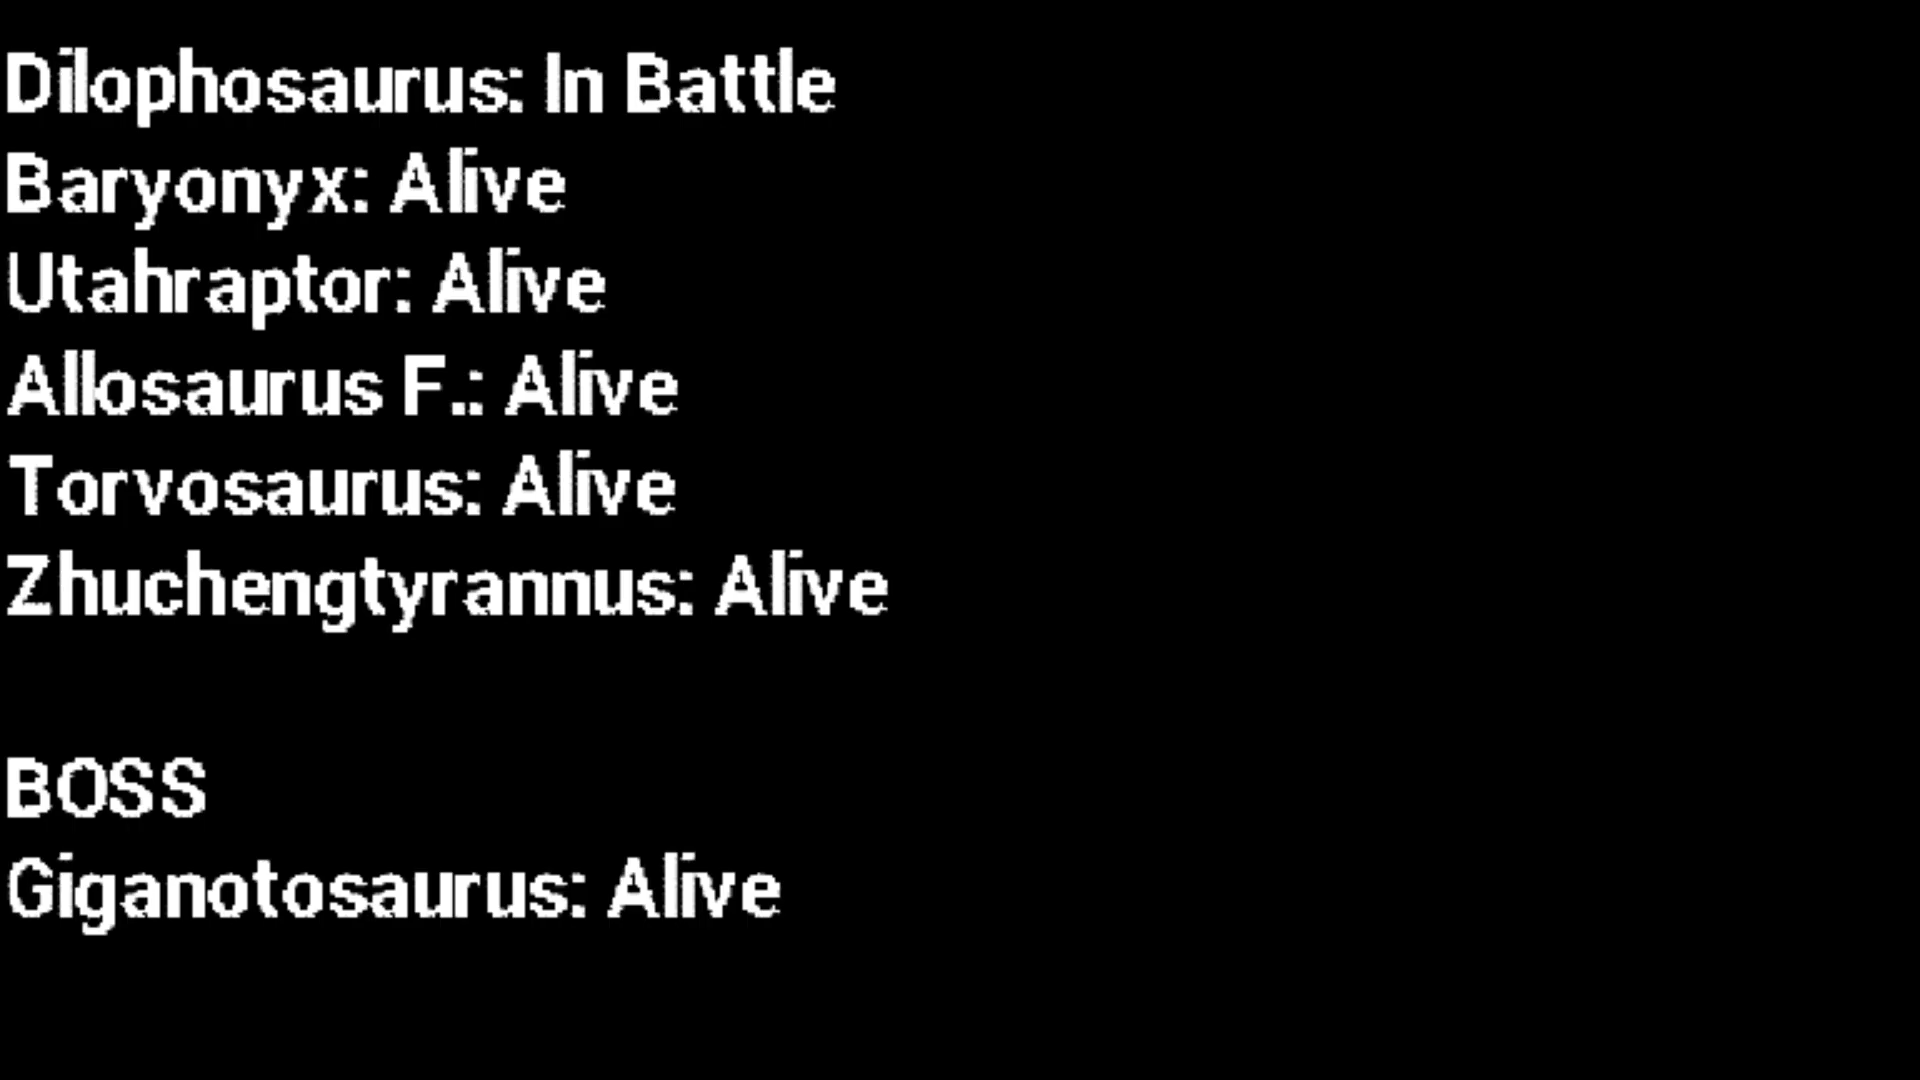 Dilophosaurus: In Battle
Baryonyx: Alive
Utahraptor: Alive
Allosaurus F.: Alive
Torvosaurus: Alive
Zhuchengtyrannus: Alive
BOSS
Giganotosaurus: Alive